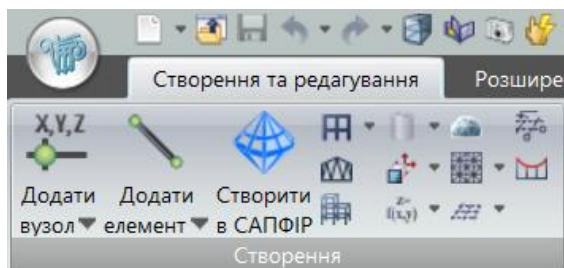 Створення та редагування Розшире
X,Y,Z
Додати Додати Створити
вузол елемент в САПФІР
z=
f(x,y)
Створення